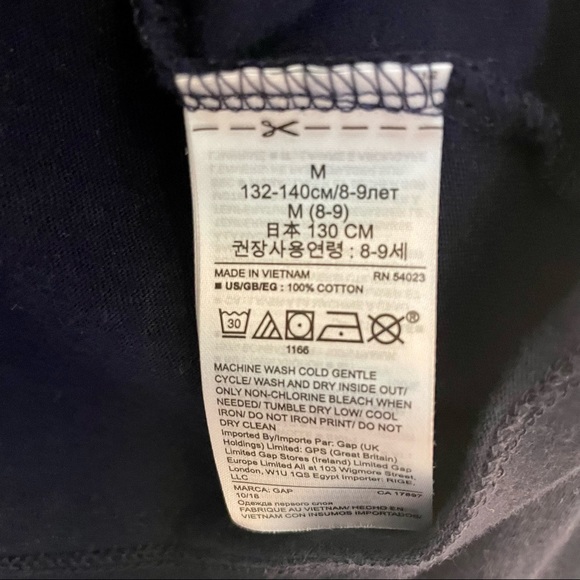 M
132-140см/8-9лет
M (8-9)
日本 130 CM
권장사용연령 : 8-9세
MADE IN VIETNAM RN 54023
■ US/GB/EG : 100% COTTON
30
®
1166
MACHINE WASH COLD GENTLE
CYCLE/ WASH AND DRY INSIDE OUT/
ONLY NON-CHLORINE BLEACH WHEN
NEEDED/ TUMBLE DRY LOW/ COOL
IRON/ DO NOT IRON PRINT/ DO NOT
DRY CLEAN
Imported By/Importe Par: Gap (UK
Holdings) Limited: GPS (Great Britain)
Limited Gap Stores (Ireland) Limited Gap
Europe Limited All at 103 Wigmore Street,
London, W1U 1QS Egypt Importer: RIGE,
LLC
MARCA: GAP CA 17897
10/18
Одежда первого слоя
FABRIQUE AU VIETNAM/ HECHO EN
VIETNAM CON INSUMOS IMPORTADOS